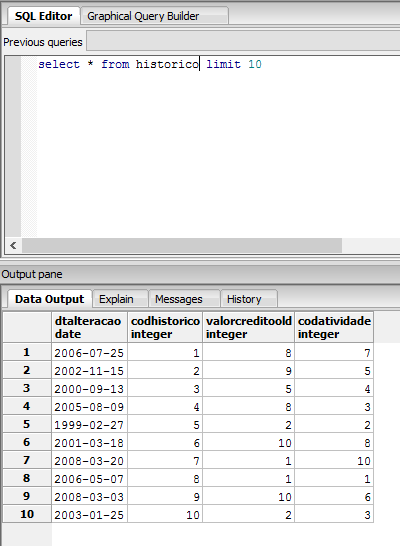 SQL Editor Graphical Query Builder
Previous queries
select * from historico limit 10
Output pane
Data Output Explain Messages History
dtalteracao codhistorico valorcreditoold codatividade
date integer integer integer
1 2006-07-25 1 8 7
2 2002-11-15 2 9 5
3 2000-09-13 3 5 4
4 2005-08-09 4 8 3
5 1999-02-27 5 2 2
6 2001-03-18 6 10 8
7 2008-03-20 7 1 10
8 2006-05-07 8 1 1
9 2008-03-03 9 10 6
10 2003-01-25 10 2 3